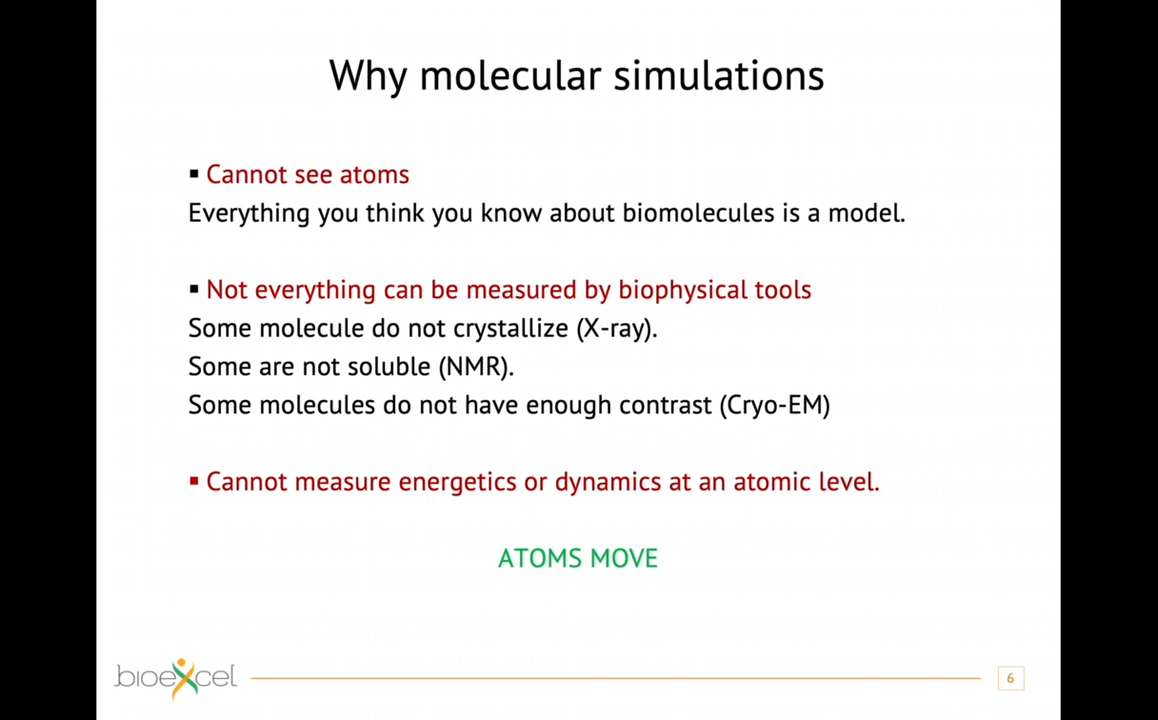 Why molecular simulations
▪ Cannot see atoms
Everything you think you know about biomolecules is a model.
▪ Not everything can be measured by biophysical tools
Some molecule do not crystallize (X-ray).
Some are not soluble (NMR).
Some molecules do not have enough contrast (Cryo-EM)
▪ Cannot measure energetics or dynamics at an atomic level.
ATOMS MOVE
bioexcel
6